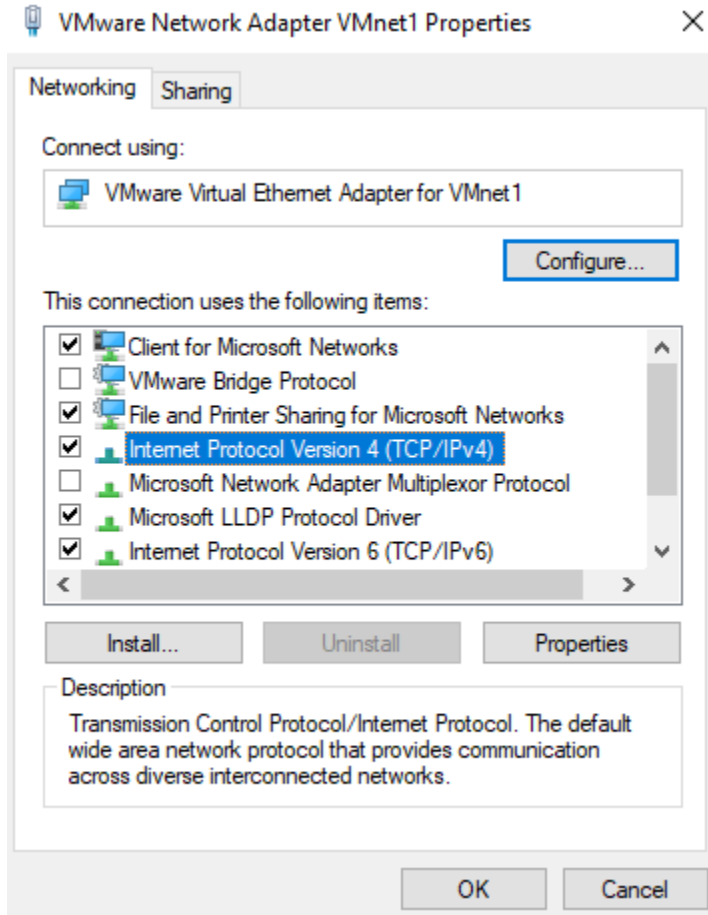 VMware Network Adapter VMnet1 Properties
Networking
Sharing
Connect using:
VMware Virtual Ethernet Adapter for VMnet1
Configure...
This connection uses the following items:
Client for Microsoft Networks
VMware Bridge Protocol
File and Printer Sharing for Microsoft Networks
Internet Protocol Version 4 (TCP/IPv4)
Microsoft Network Adapter Multiplexor Protocol
Microsoft LLDP Protocol Driver
Internet Protocol Version 6 (TCP/IPv6)
Install...
Uninstall
Properties
Description
Transmission Control Protocol/Internet Protocol. The default
wide area network protocol that provides communication
across diverse interconnected networks.
OK
Cancel